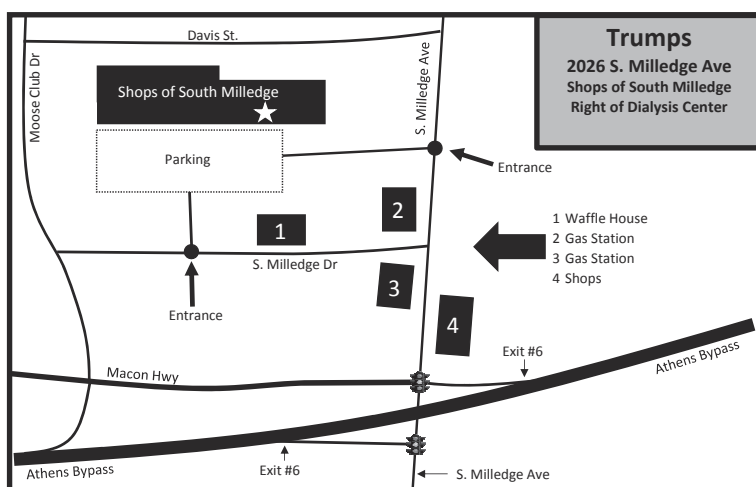 Davis St.
Trumps
2026 S. Milledge Ave
Shops of South Milledge
Right of Dialysis Center
Moose Club Dr
S. Milledge Ave
Shops of South Milledge
Parking
Entrance
1
2
S. Milledge Dr
1 Waffle House
2 Gas Station
3 Gas Station
4 Shops
3
Entrance
4
Exit #6
Athens Bypass
Macon Hwy
Athens Bypass
Exit #6
S. Milledge Ave